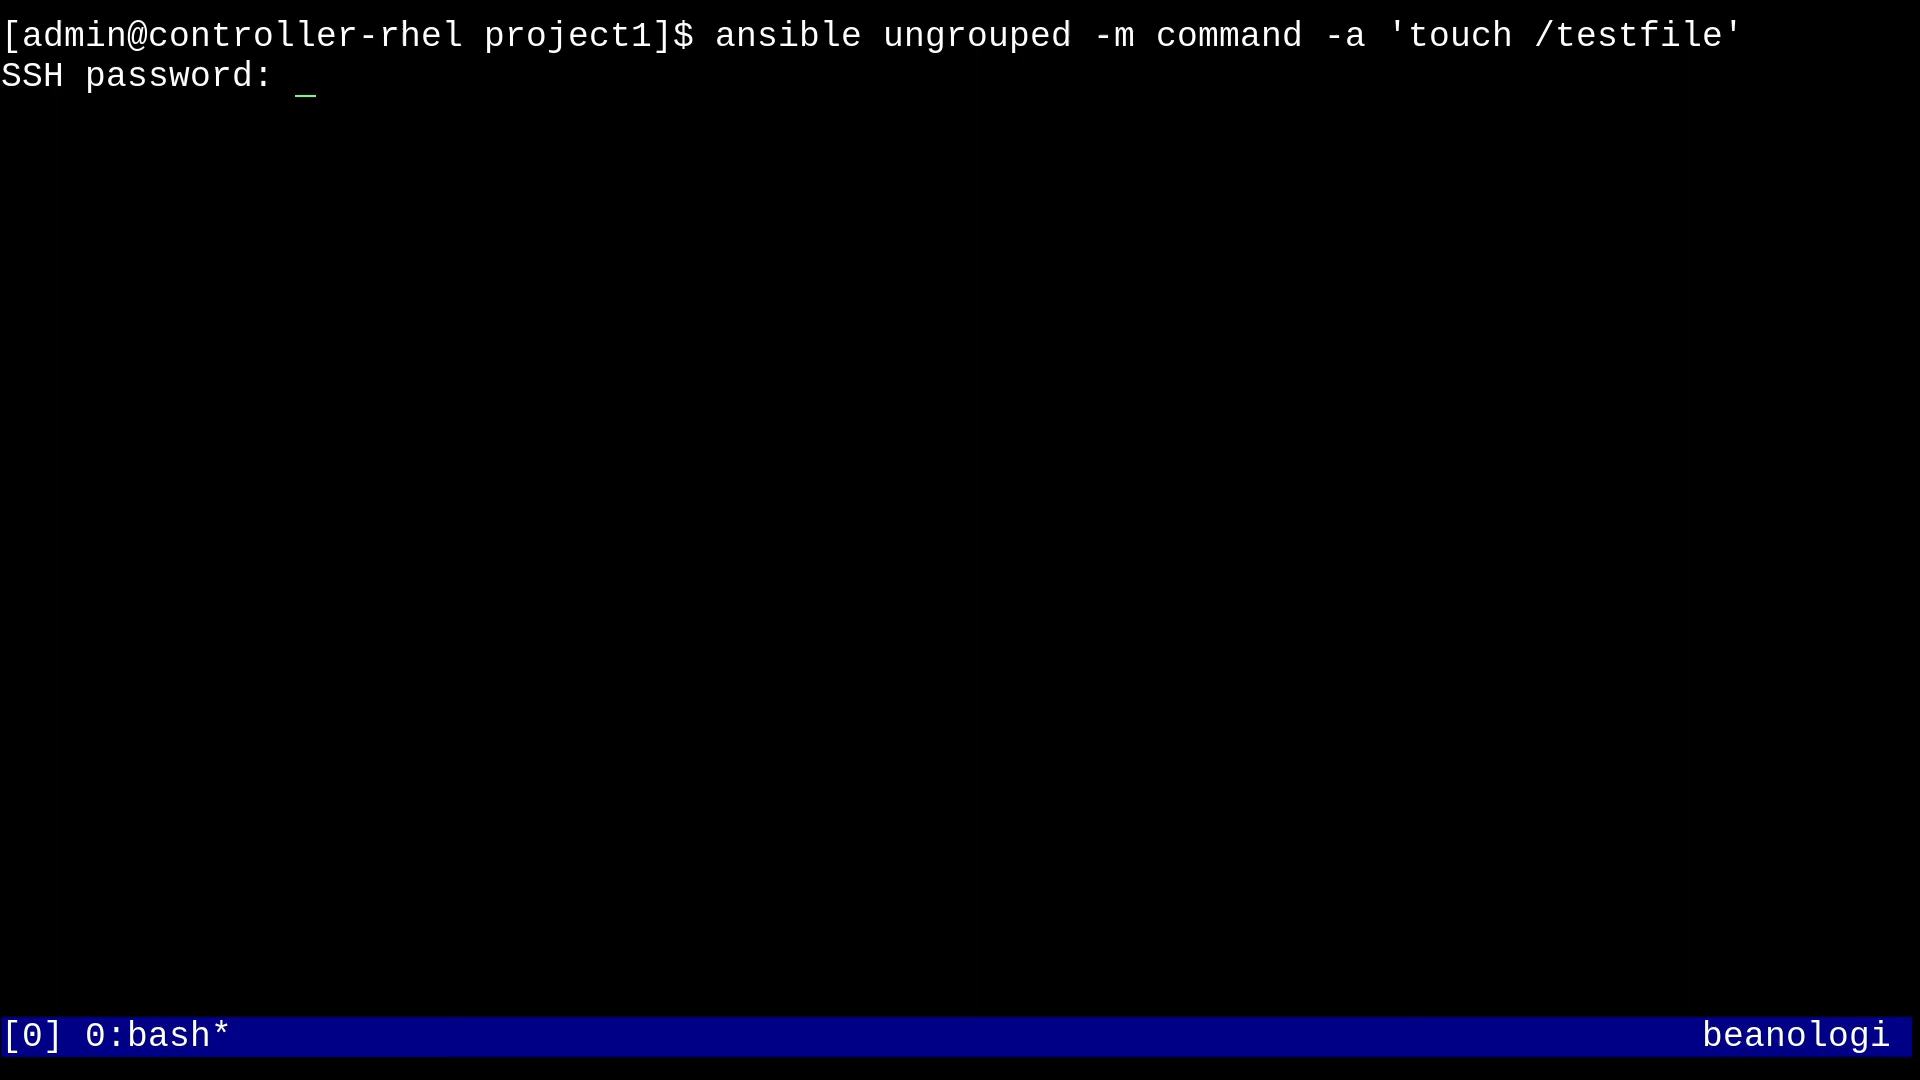 [admin@controller-rhel project1]$ ansible ungrouped -m command -a 'touch /testfile'
SSH password: _
[0] 0:bash* beanologi